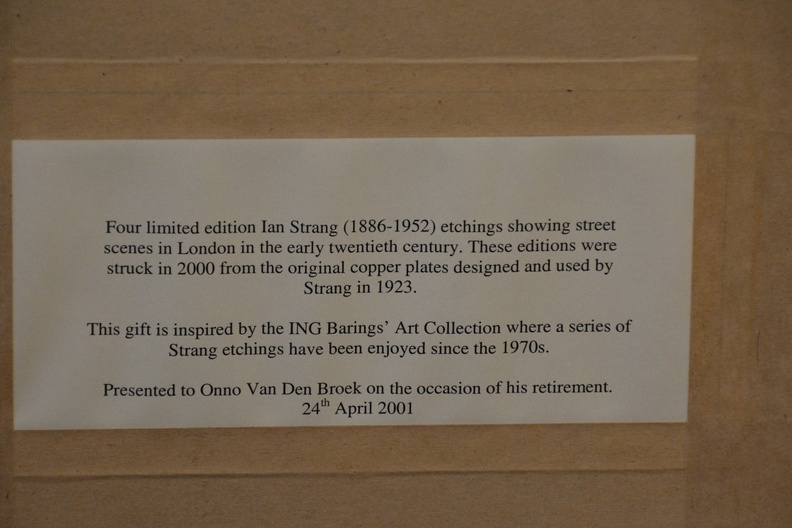 Four limited edition Ian Strang (1886-1952) etchings showing street
scenes in London in the early twentieth century. These editions were
struck in 2000 from the original copper plates designed and used by
Strang in 1923.
This gift is inspired by the ING Barings’ Art Collection where a series of
Strang etchings have been enjoyed since the 1970s.
Presented to Onno Van Den Broek on the occasion of his retirement.
24th April 2001